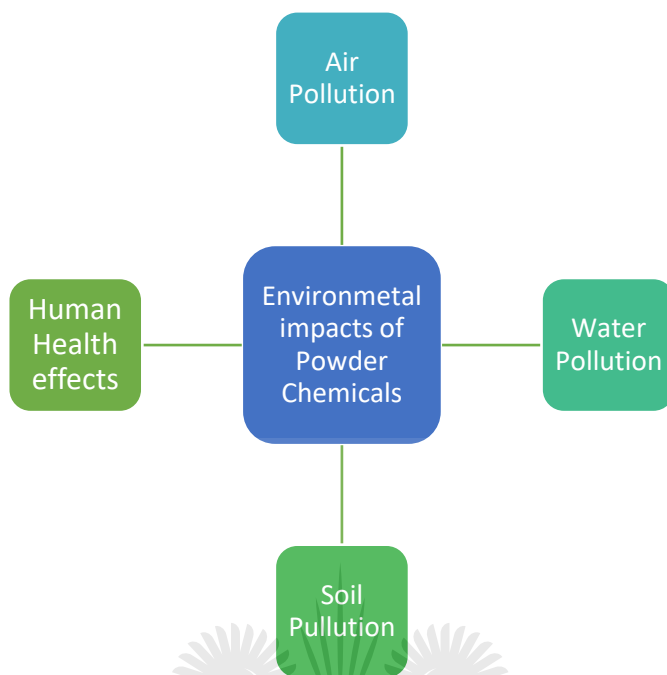 Air
Pollution
Human
Health
effects
Environmetal
impacts of
Powder
Chemicals
Water
Pollution
Soil
Pullution